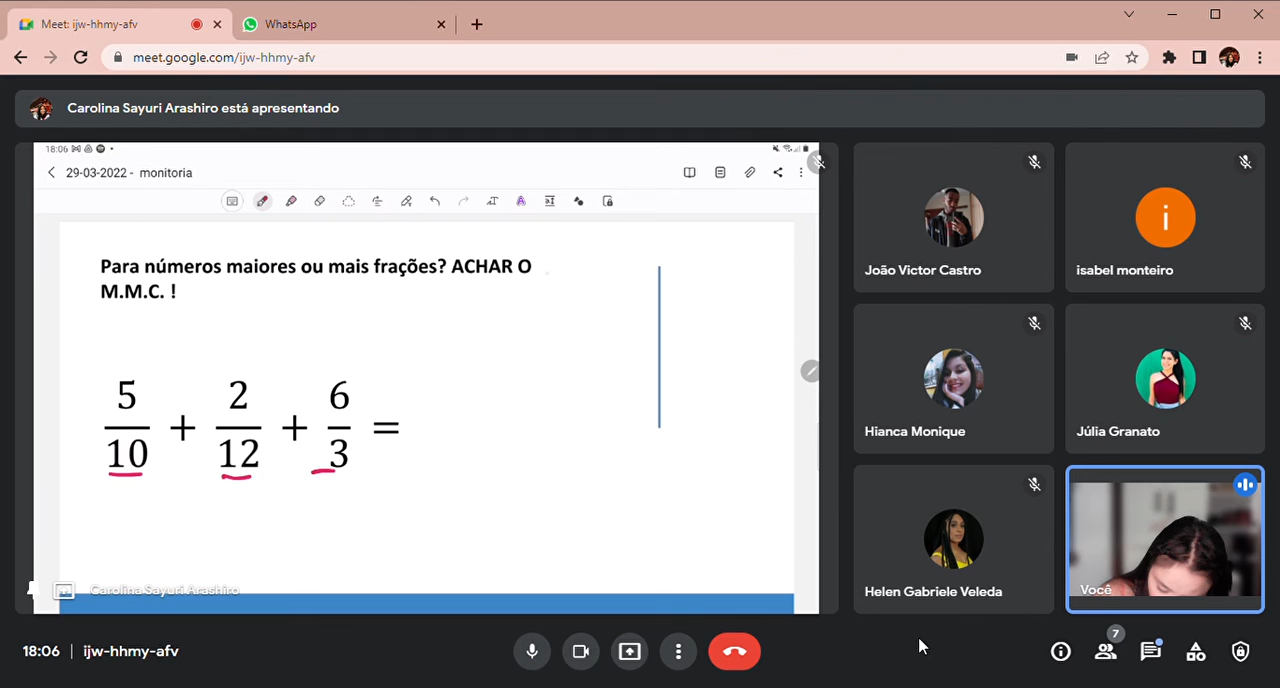 Meet: ijw-hhmy-afv
WhatsApp
meet.google.com/ijw-hhmy-afv
Carolina Sayuri Arashiro está apresentando
18:06
29-03-2022 - monitoria
Para números maiores ou mais frações? ACHAR O
M.M.C. !
5/10 + 2/12 + 6/3 =
Carolina Sayuri Arashiro
João Victor Castro
isabel monteiro
i
Hianca Monique
Júlia Granato
Helen Gabriele Veleda
Você
18:06 | ijw-hhmy-afv
7